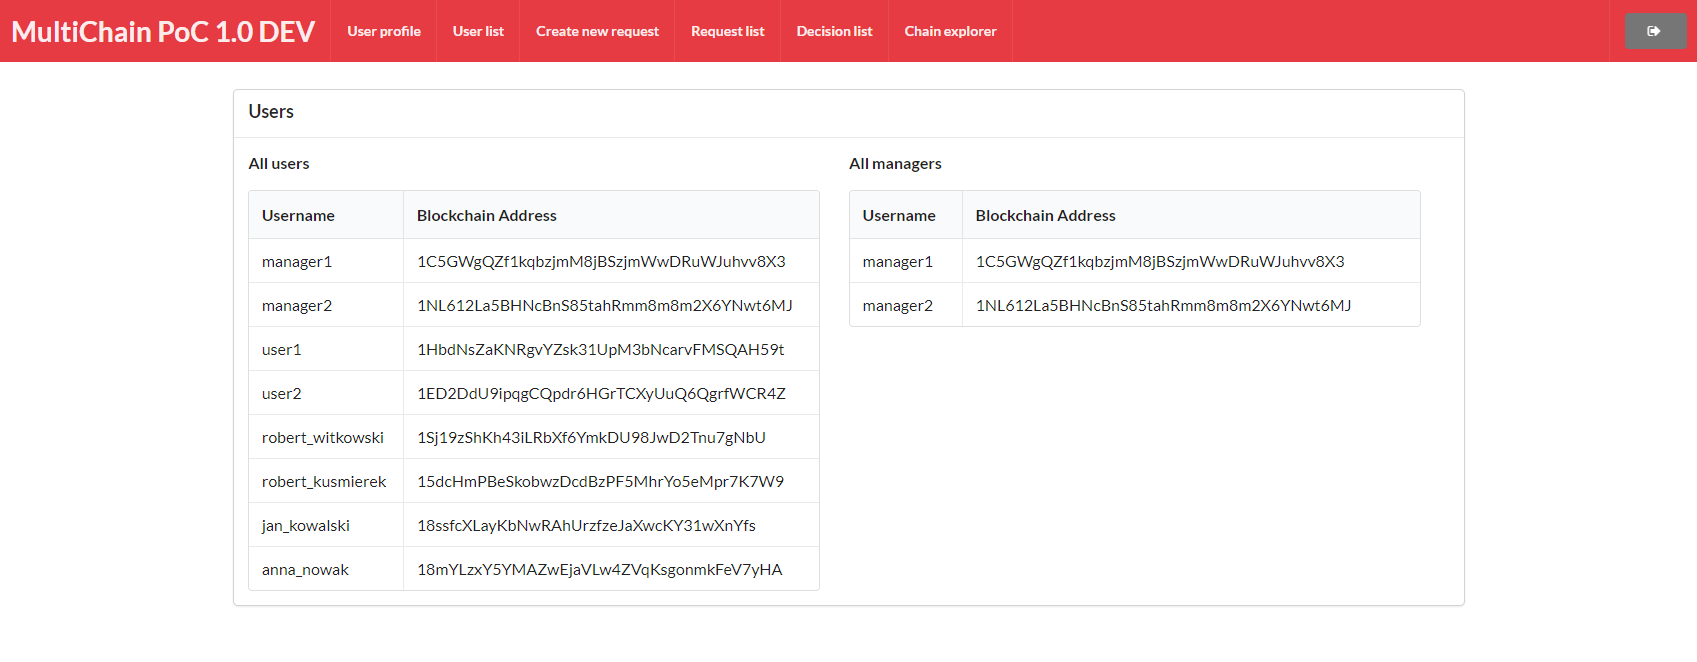 MultiChain PoC 1.0 DEV User profile User list Create new request Request list Decision list Chain explorer
Users
All users
Username Blockchain Address
manager1 1C5GWgQZf1kqbzjmM8jBSzjmWwDRuWJuhvv8X3
manager2 1NL612La5BHNcBnS85tahRmm8m8m2X6YNwt6MJ
user1 1HbdNsZaKNRgvYZsk31UpM3bNcarvFMSQAH59t
user2 1ED2DdU9ipqgCQpdr6HGrTCXyUuQ6QgrfWCR4Z
robert_witkowski 1Sj19zShKh43iLRbXf6YmkDU98JwD2Tnu7gNbU
robert_kusmierek 15dcHmPBeSkobwzDcdBzPF5MhrYo5eMpr7K7W9
jan_kowalski 18ssfcXLayKbNwRAhUrzfzeJaXwcKY31wXnYfs
anna_nowak 18mYLzxY5YMAZwEjaVLw4ZVqKsgonmkFeV7yHA
All managers
Username Blockchain Address
manager1 1C5GWgQZf1kqbzjmM8jBSzjmWwDRuWJuhvv8X3
manager2 1NL612La5BHNcBnS85tahRmm8m8m2X6YNwt6MJ